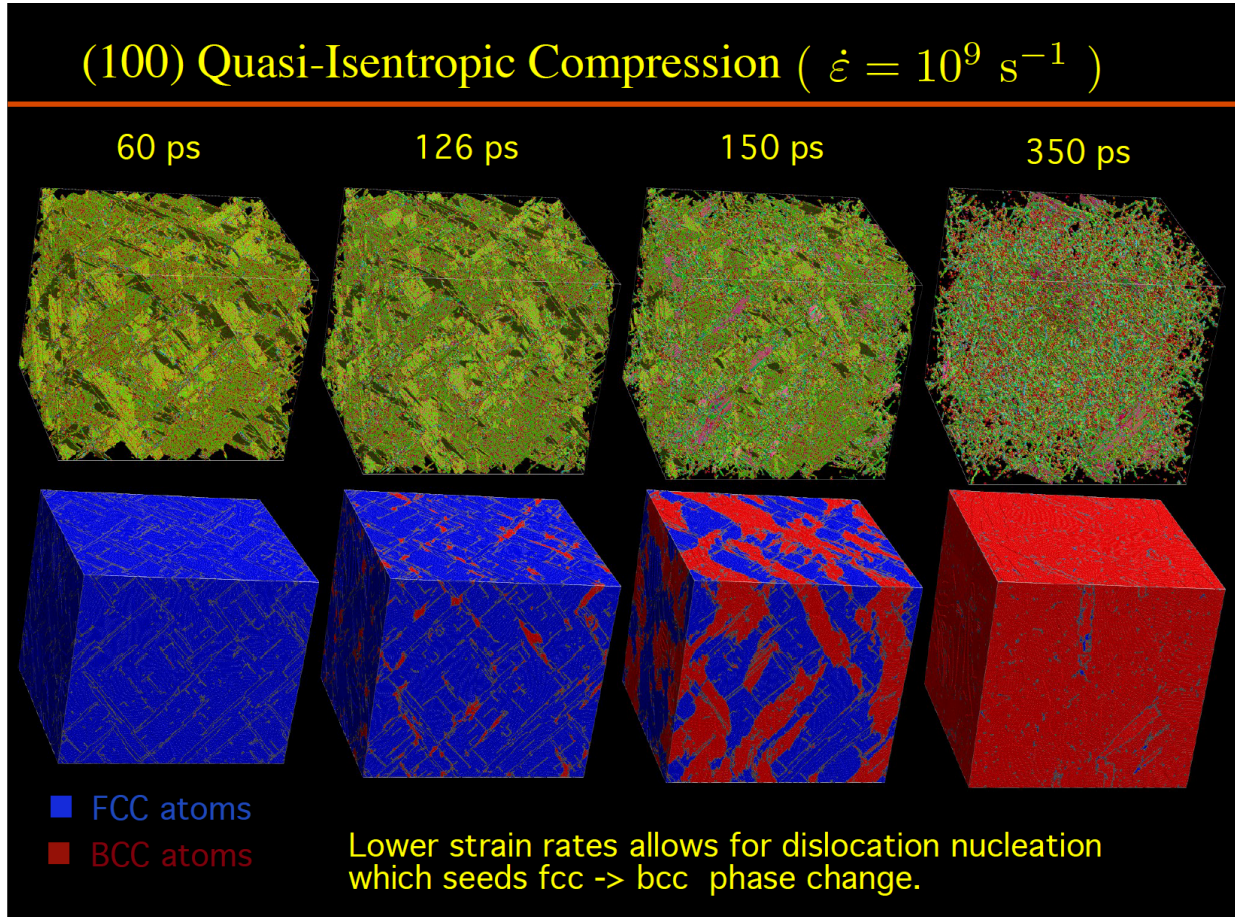 (100) Quasi-Isentropic Compression ( ε̇ = 10⁹ s⁻¹ )
60 ps
126 ps
150 ps
350 ps
FCC atoms
BCC atoms
Lower strain rates allows for dislocation nucleation
which seeds fcc -> bcc phase change.